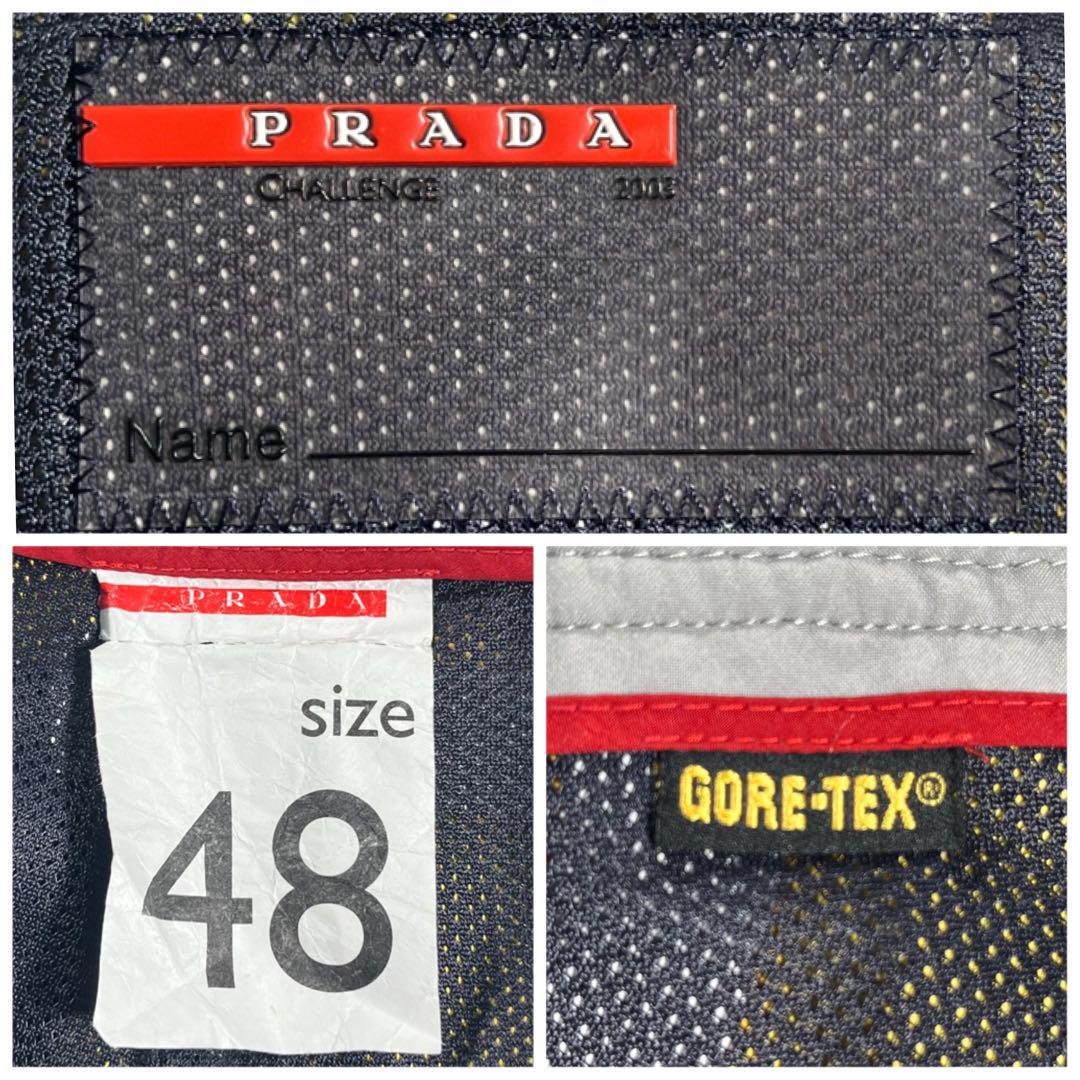 PRADA
CHALLENGE 2003
Name
PRADA
size
48
GORE-TEX®